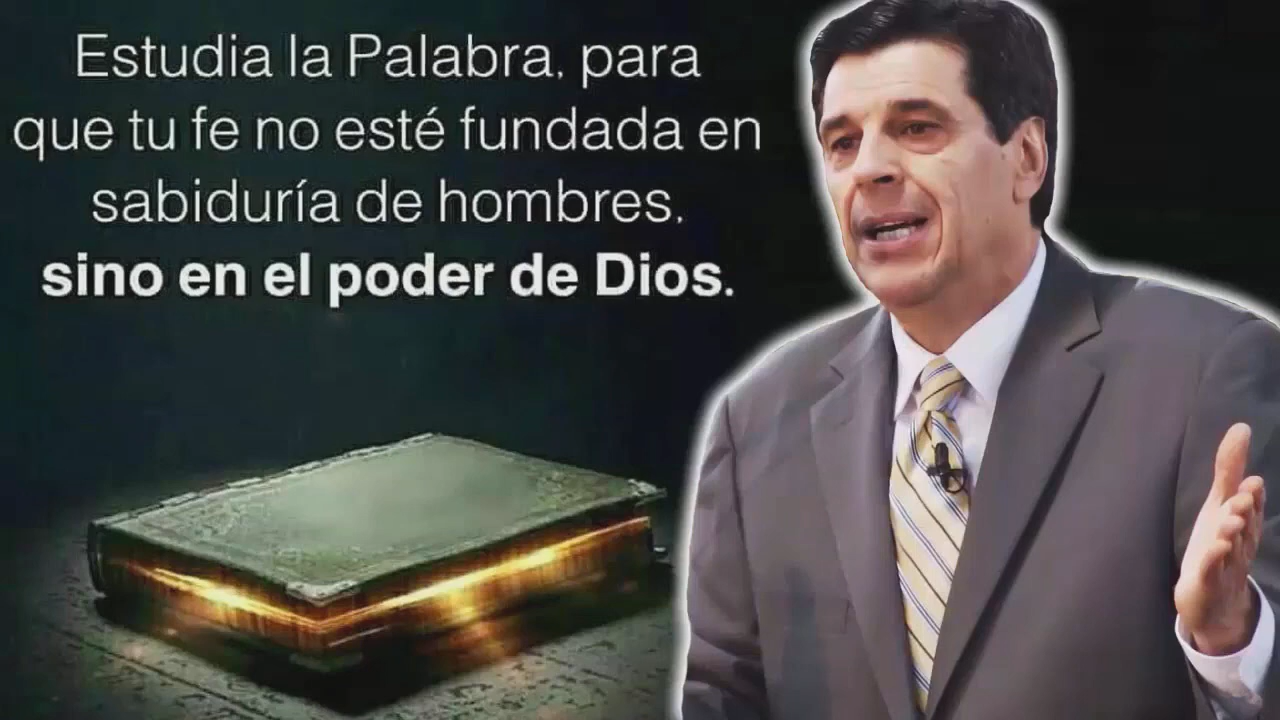 Estudia la Palabra, para
que tu fe no esté fundada en
sabiduría de hombres,
sino en el poder de Dios.